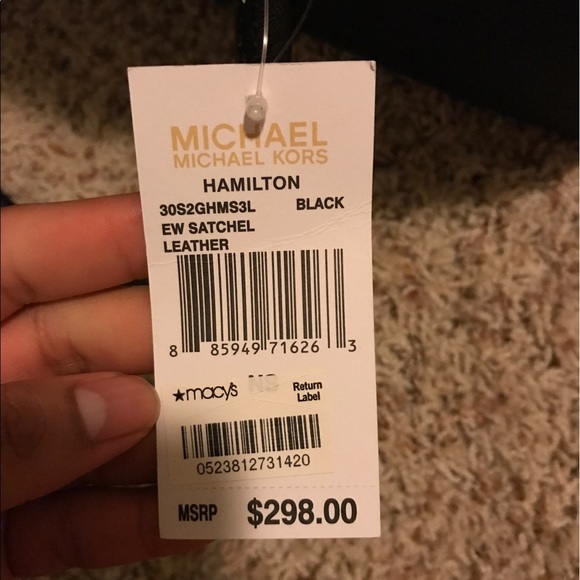 MICHAEL
MICHAEL KORS
HAMILTON
30S2GHMS3L BLACK
EW SATCHEL
LEATHER
8 85949 71626 3
★macy's NS Return
Label
0523812731420
MSRP $298.00